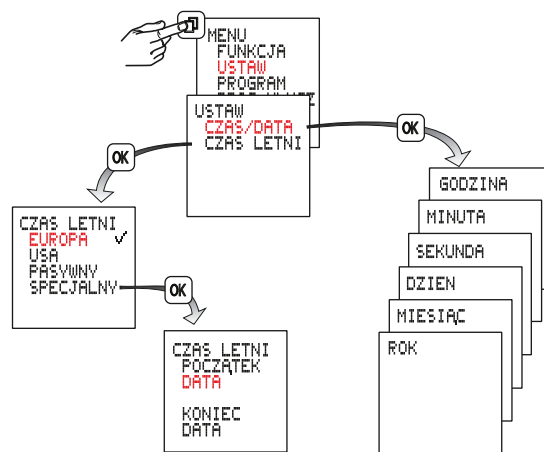 MENU
FUNKCJA
USTAW
PROGRAM
USTAW
CZAS/DATA
CZAS LETNI
OK
OK
CZAS LETNI
EUROPA ✓
USA
PASYWNY
SPECJALNY
OK
CZAS LETNI
POCZĄTEK
DATA
KONIEC
DATA
GODZINA
MINUTA
SEKUNDA
DZIEN
MIESIĄC
ROK